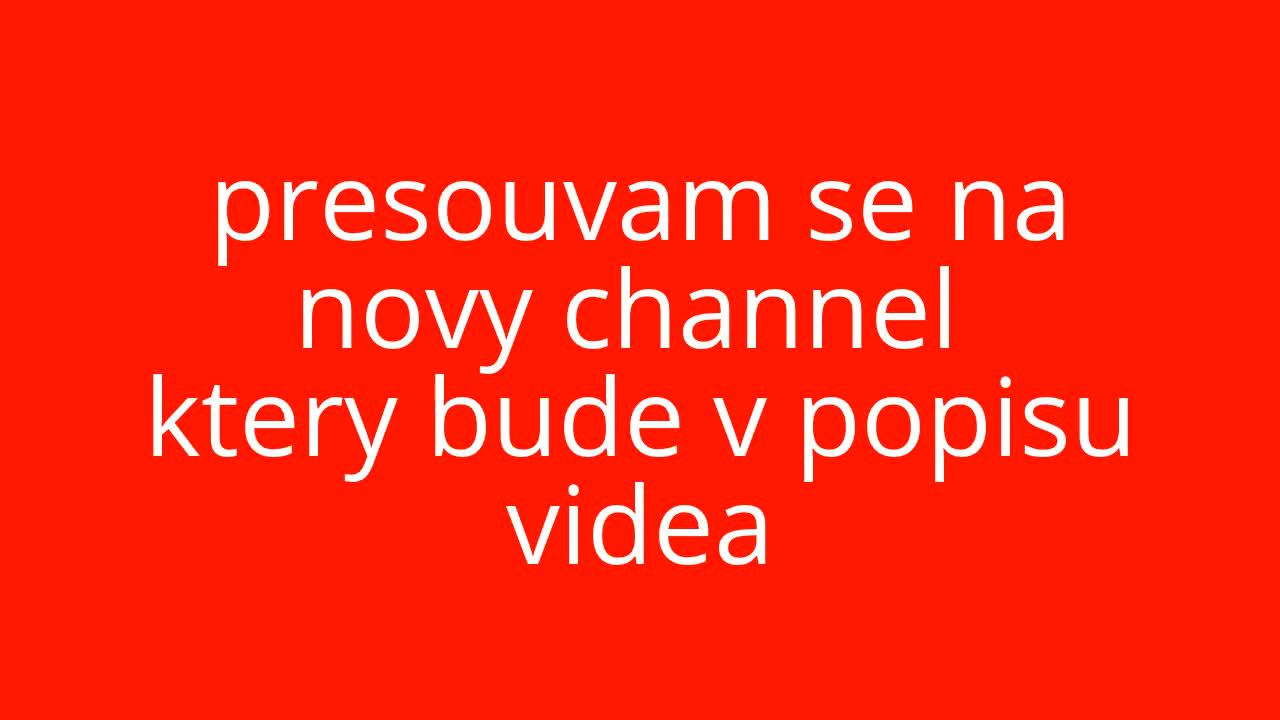 presouvam se na
novy channel
ktery bude v popisu
videa